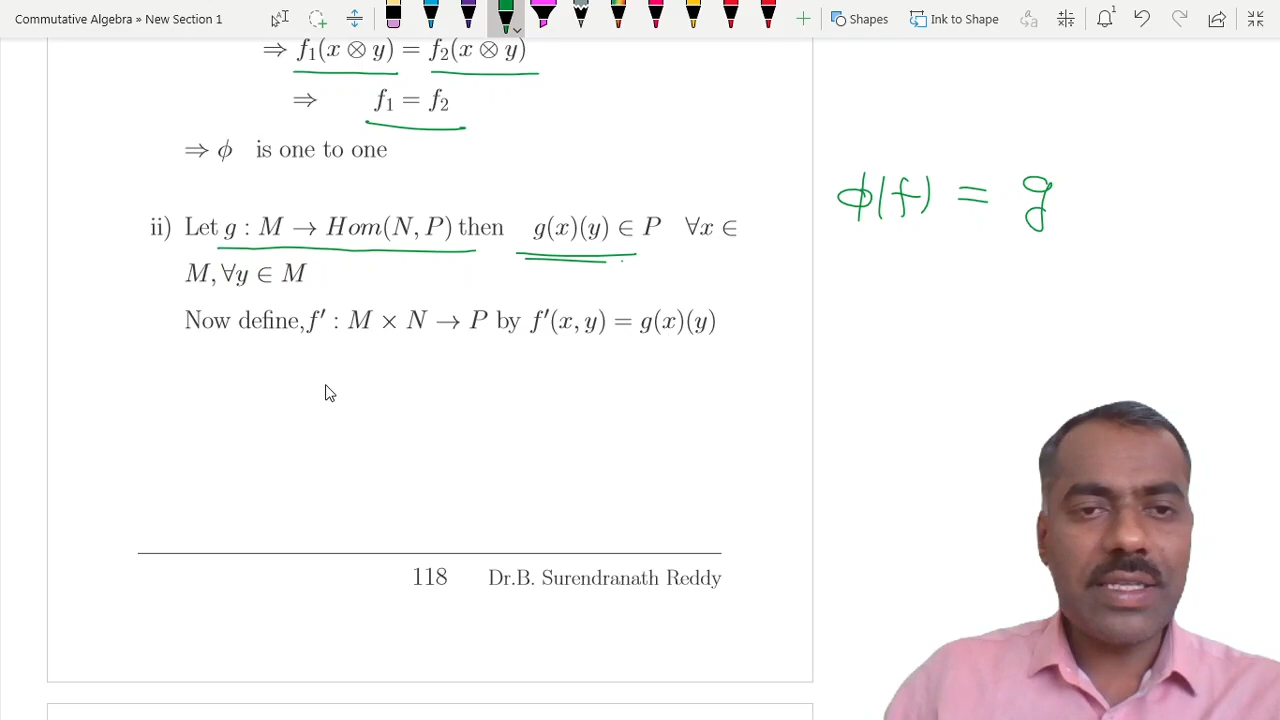 Commutative Algebra » New Section 1
Shapes
Ink to Shape
⇒ f₁(x ⊗ y) = f₂(x ⊗ y)
⇒ f₁ = f₂
⇒ ϕ is one to one
ϕ(f) = g
ii) Let g : M → Hom(N, P) then g(x)(y) ∈ P ∀x ∈
M, ∀y ∈ M
Now define,f′ : M × N → P by f′(x, y) = g(x)(y)
118 Dr.B. Surendranath Reddy